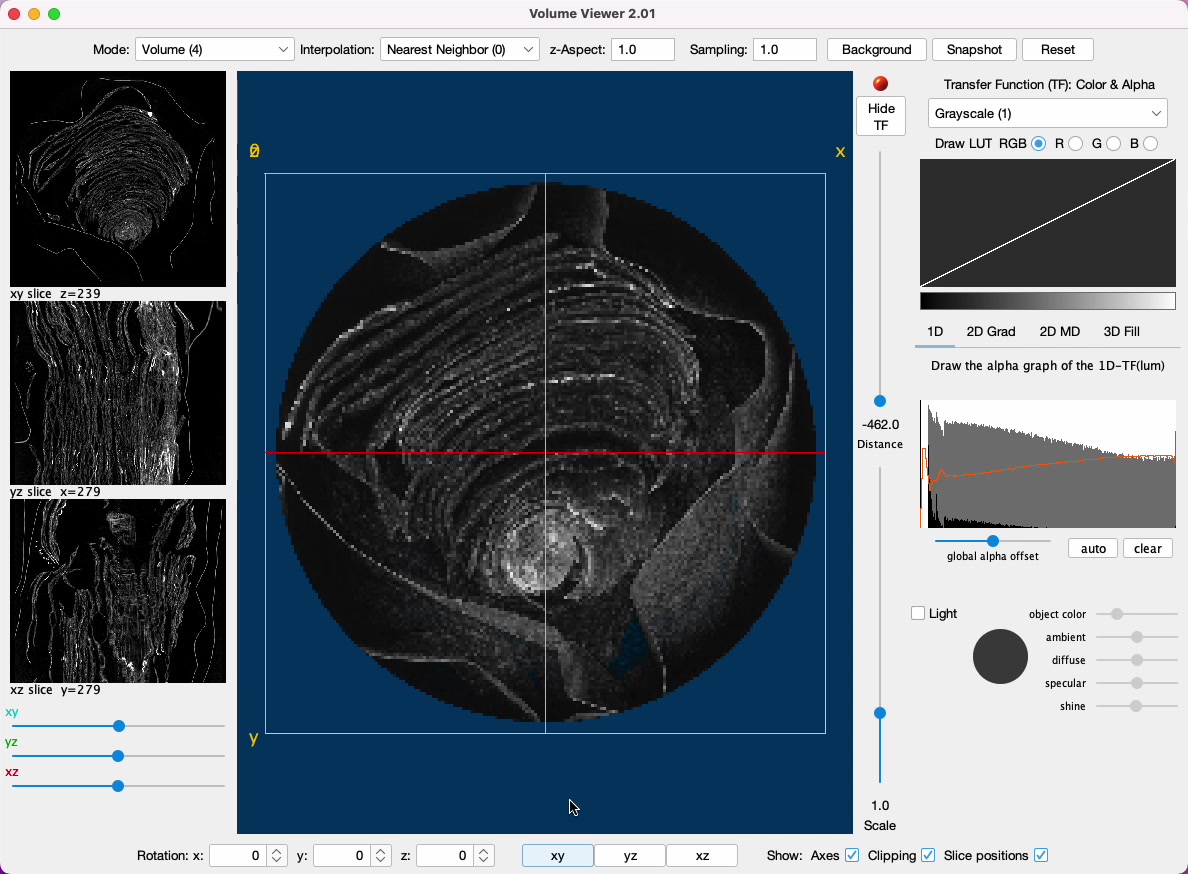 Volume Viewer 2.01
Mode: Volume (4) Interpolation: Nearest Neighbor (0) z-Aspect: 1.0 Sampling: 1.0 Background Snapshot Reset
xy slice z=239
yz slice x=279
xz slice y=279
xy
yz
xz
x
y
Hide
TF
-462.0
Distance
1.0
Scale
Transfer Function (TF): Color & Alpha
Grayscale (1)
Draw LUT RGB R G B
1D 2D Grad 2D MD 3D Fill
Draw the alpha graph of the 1D-TF(lum)
global alpha offset
auto clear
Light
object color
ambient
diffuse
specular
shine
Rotation: x: 0 y: 0 z: 0 xy yz xz Show: Axes Clipping Slice positions